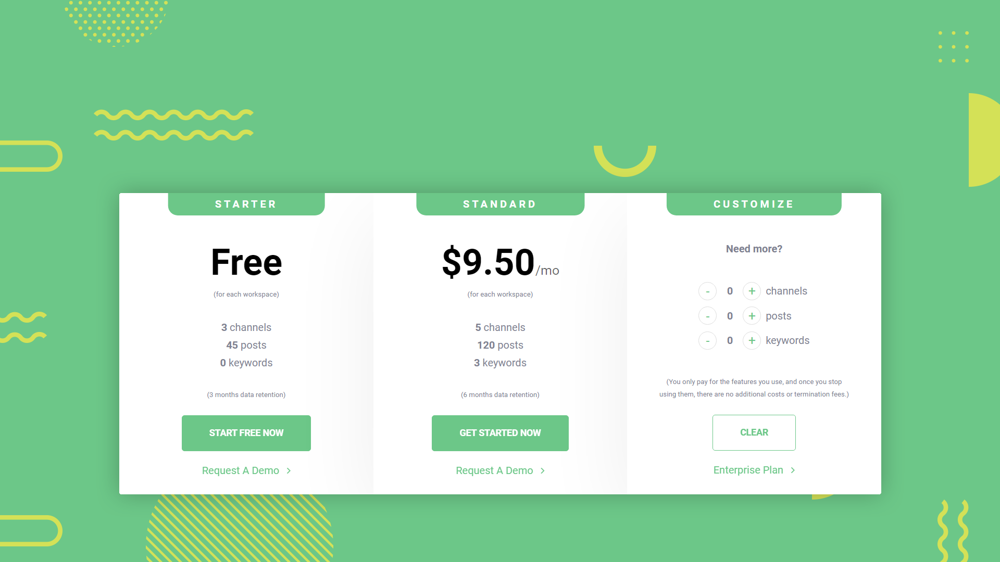 STARTER
Free
(for each workspace)
3 channels
45 posts
0 keywords
(3 months data retention)
START FREE NOW
Request A Demo
STANDARD
$9.50/mo
(for each workspace)
5 channels
120 posts
3 keywords
(6 months data retention)
GET STARTED NOW
Request A Demo
CUSTOMIZE
Need more?
- 0 + channels
- 0 + posts
- 0 + keywords
(You only pay for the features you use, and once you stop
using them, there are no additional costs or termination fees.)
CLEAR
Enterprise Plan